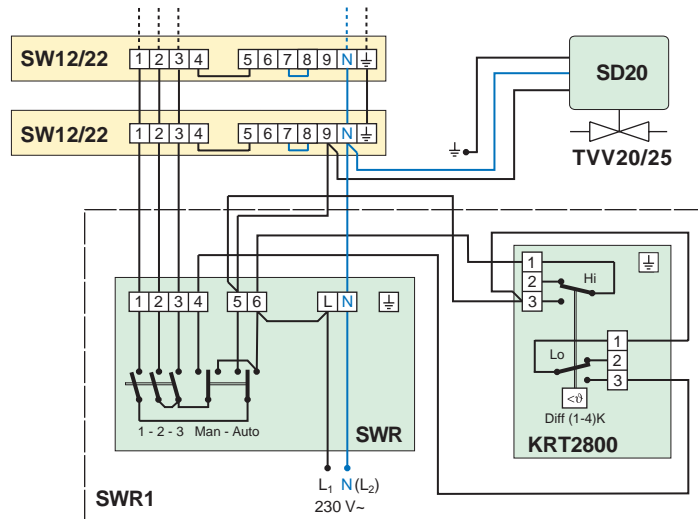 SW12/22 1 2 3 4 5 6 7 8 9 N
SD20
SW12/22 1 2 3 4 5 6 7 8 9 N
TVV20/25
1
2
3
Hi
1 2 3 4 5 6 L N
Lo
1
2
3
<ϑ
Diff (1-4)K
1 - 2 - 3 Man - Auto
SWR
KRT2800
L₁ N (L₂)
230 V~
SWR1